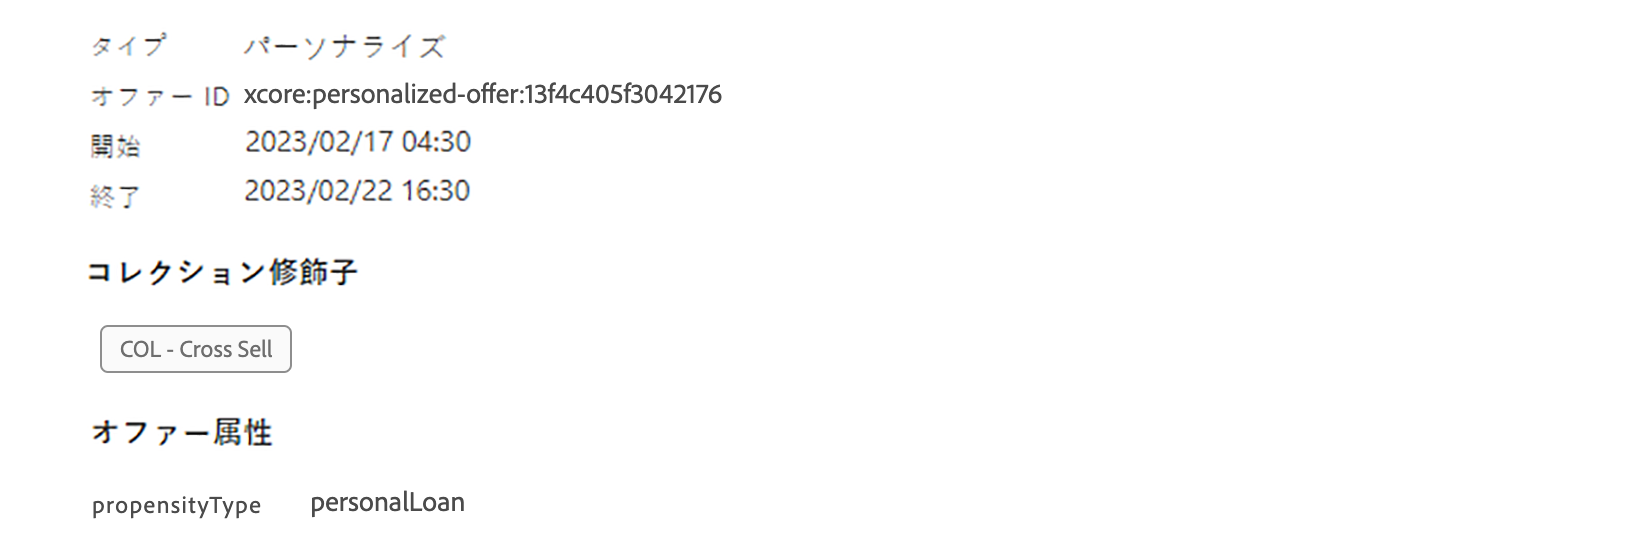 タイプ パーソナライズ
オファー ID xcore:personalized-offer:13f4c405f3042176
開始 2023/02/17 04:30
終了 2023/02/22 16:30
コレクション修飾子
COL - Cross Sell
オファー属性
propensityType personalLoan